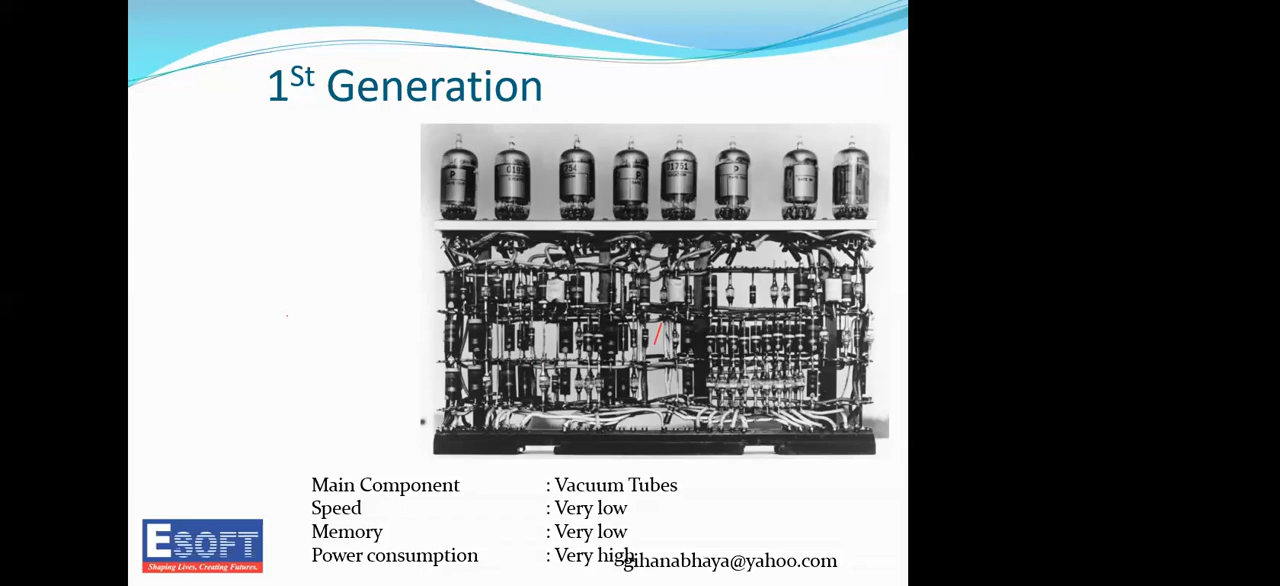 1St Generation
P
P
P
Main Component : Vacuum Tubes
Speed : Very low
Memory : Very low
Power consumption : Very high
gihanabhaya@yahoo.com
ESOFT
Shaping Lives. Creating Futures.